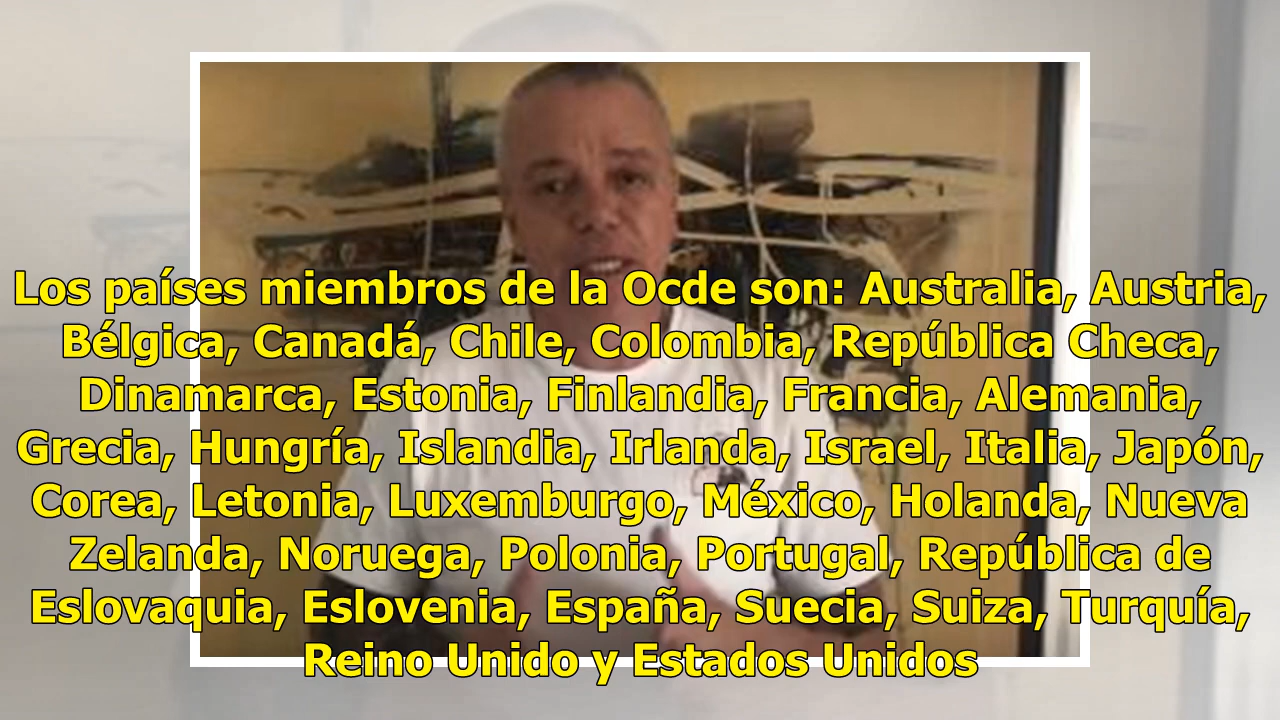 Los países miembros de la Ocde son: Australia, Austria,
Bélgica, Canadá, Chile, Colombia, República Checa,
Dinamarca, Estonia, Finlandia, Francia, Alemania,
Grecia, Hungría, Islandia, Irlanda, Israel, Italia, Japón,
Corea, Letonia, Luxemburgo, México, Holanda, Nueva
Zelanda, Noruega, Polonia, Portugal, República de
Eslovaquia, Eslovenia, España, Suecia, Suiza, Turquía,
Reino Unido y Estados Unidos